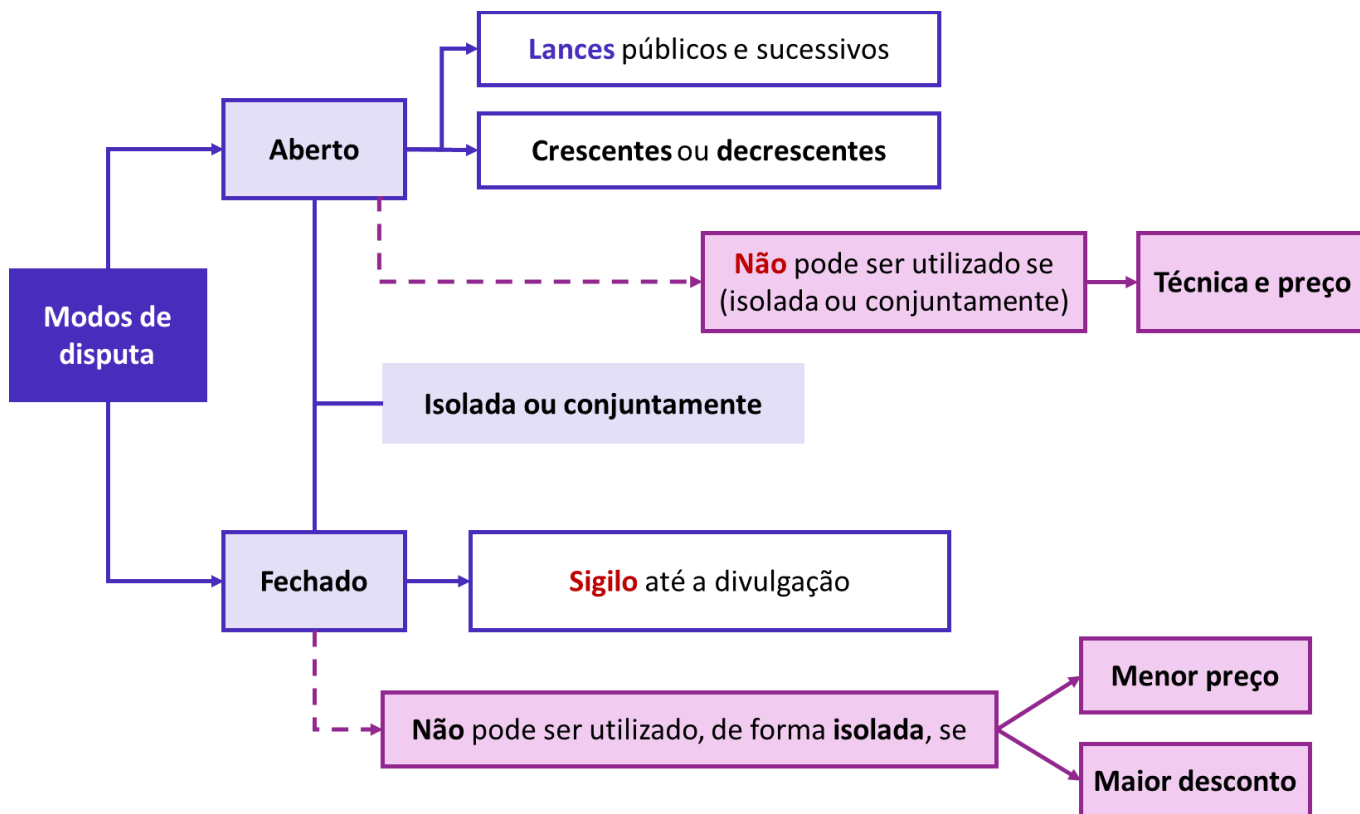 Lances públicos e sucessivos
Aberto
Crescentes ou decrescentes
Não pode ser utilizado se
(isolada ou conjuntamente)
Técnica e preço
Modos de
disputa
Isolada ou conjuntamente
Fechado
Sigilo até a divulgação
Não pode ser utilizado, de forma isolada, se
Menor preço
Maior desconto